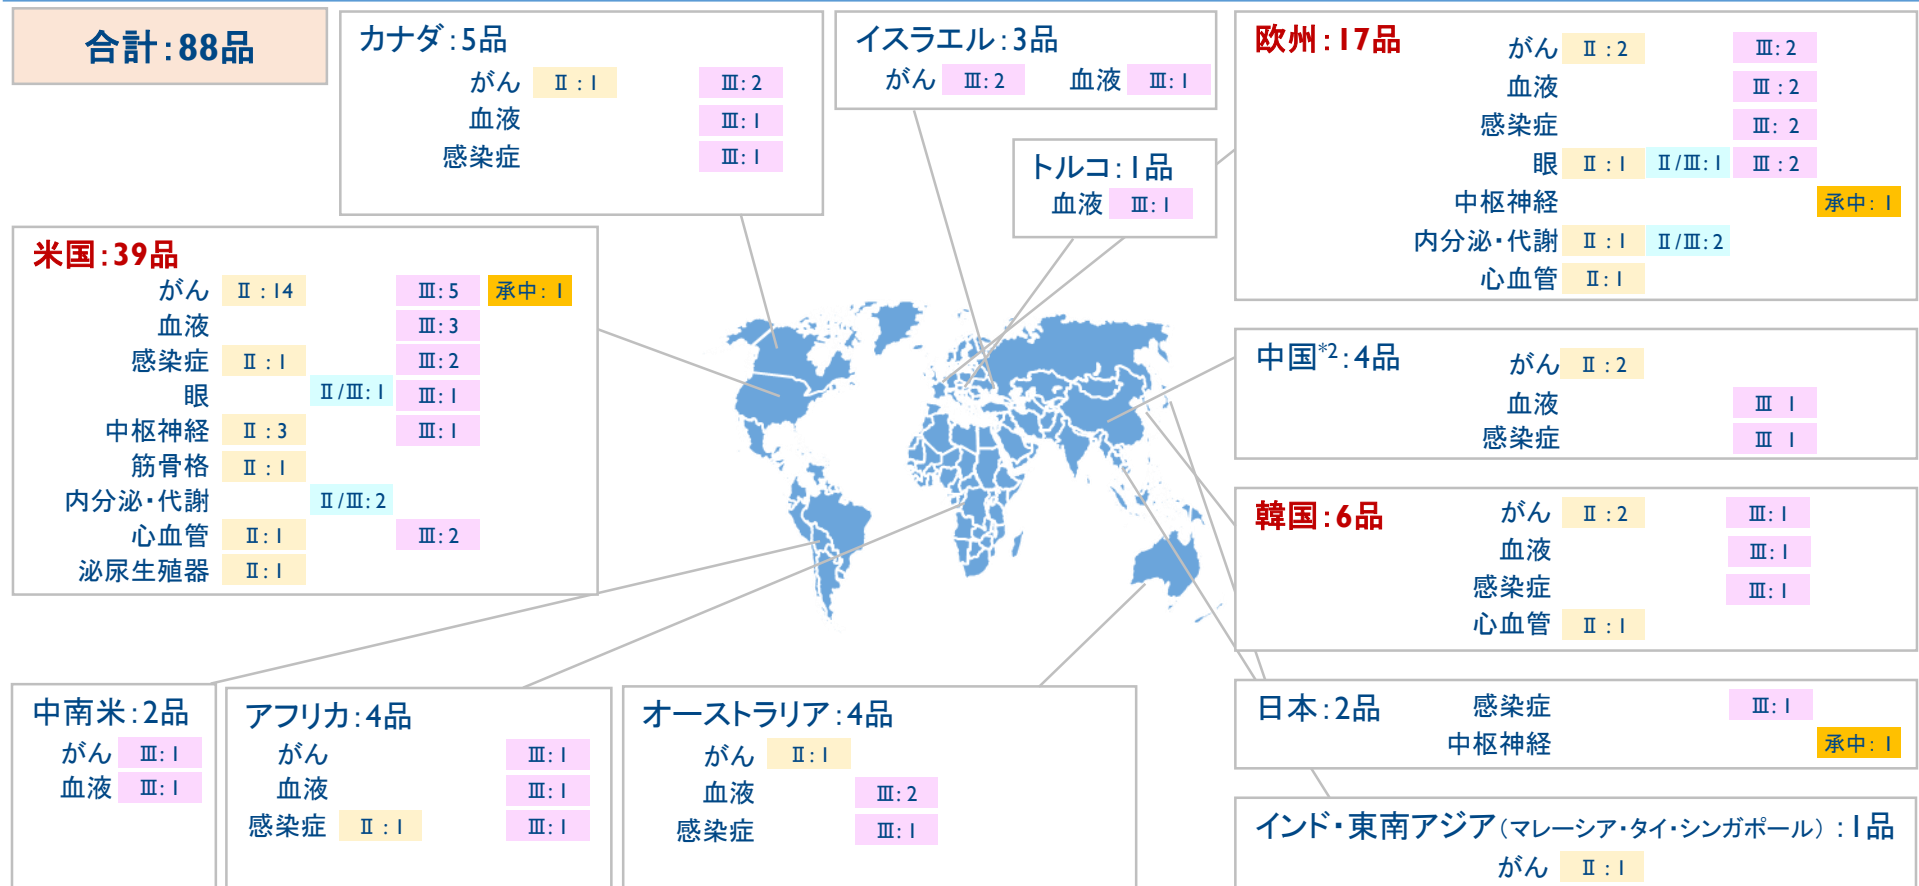 合計：88品
カナダ：5品
がん Ⅱ：1 Ⅲ：2
血液 Ⅲ：1
感染症 Ⅲ：1
イスラエル：3品
がん Ⅲ：2 血液 Ⅲ：1
トルコ：1品
血液 Ⅲ：1
欧州：17品
がん Ⅱ：2 Ⅲ：2
血液 Ⅲ：2
感染症 Ⅲ：2
眼 Ⅱ：1 Ⅱ/Ⅲ：1 Ⅲ：2
中枢神経 承中：1
内分泌・代謝 Ⅱ：1 Ⅱ/Ⅲ：2
心血管 Ⅱ：1
米国：39品
がん Ⅱ：14 Ⅲ：5 承中：1
血液 Ⅲ：3
感染症 Ⅱ：1 Ⅲ：2
眼 Ⅱ/Ⅲ：1 Ⅲ：1
中枢神経 Ⅱ：3 Ⅲ：1
筋骨格 Ⅱ：1
内分泌・代謝 Ⅱ/Ⅲ：2
心血管 Ⅱ：1 Ⅲ：2
泌尿生殖器 Ⅱ：1
中国*2：4品
がん Ⅱ：2
血液 Ⅲ 1
感染症 Ⅲ 1
韓国：6品
がん Ⅱ：2 Ⅲ：1
血液 Ⅲ：1
感染症 Ⅲ：1
心血管 Ⅱ：1
中南米：2品
がん Ⅲ：1
血液 Ⅲ：1
アフリカ：4品
がん Ⅲ：1
血液 Ⅲ：1
感染症 Ⅱ：1 Ⅲ：1
オーストラリア：4品
がん Ⅱ：1
血液 Ⅲ：2
感染症 Ⅲ：1
日本：2品 感染症 Ⅲ：1
中枢神経 承中：1
インド・東南アジア（マレーシア・タイ・シンガポール）：1品
がん Ⅱ：1